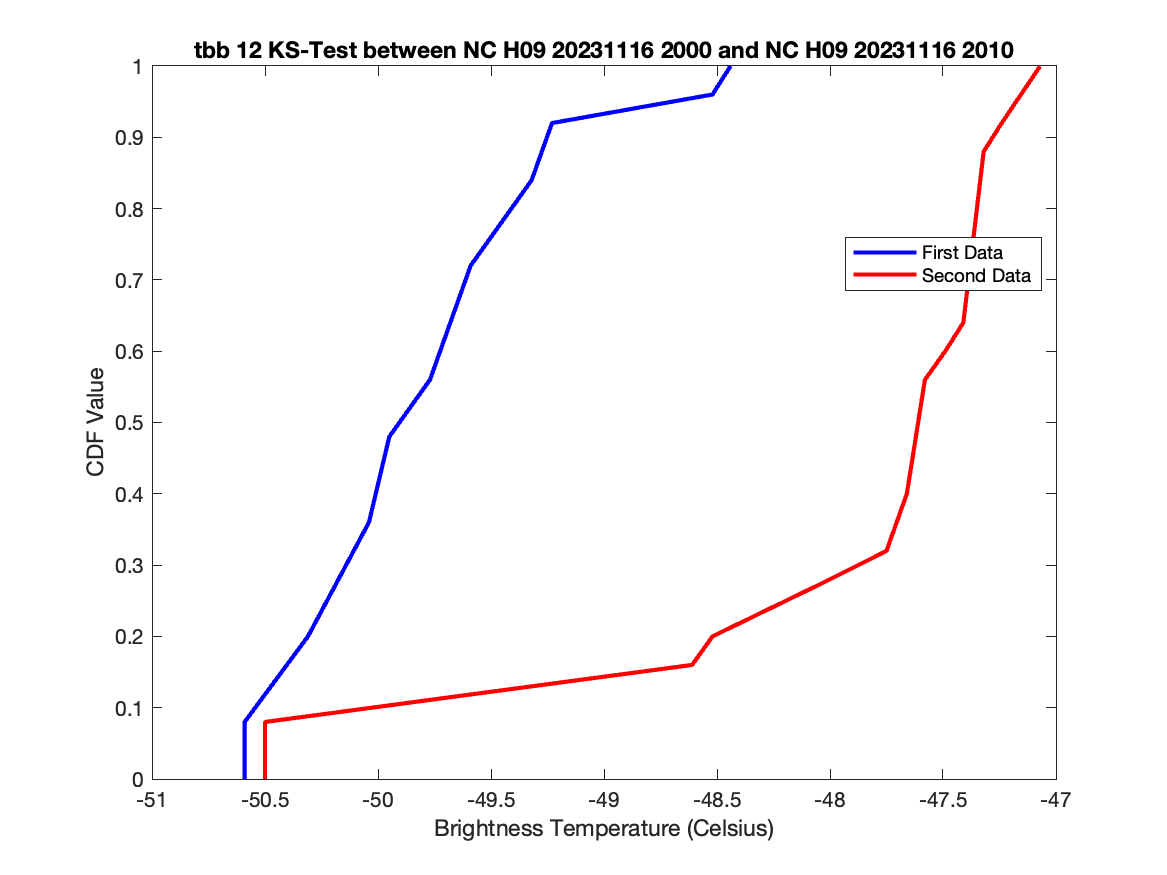 tbb 12 KS-Test between NC H09 20231116 2000 and NC H09 20231116 2010
1
0.9
0.8
0.7
0.6
0.5
0.4
0.3
0.2
0.1
0
CDF Value
First Data
Second Data
-51 -50.5 -50 -49.5 -49 -48.5 -48 -47.5 -47
Brightness Temperature (Celsius)